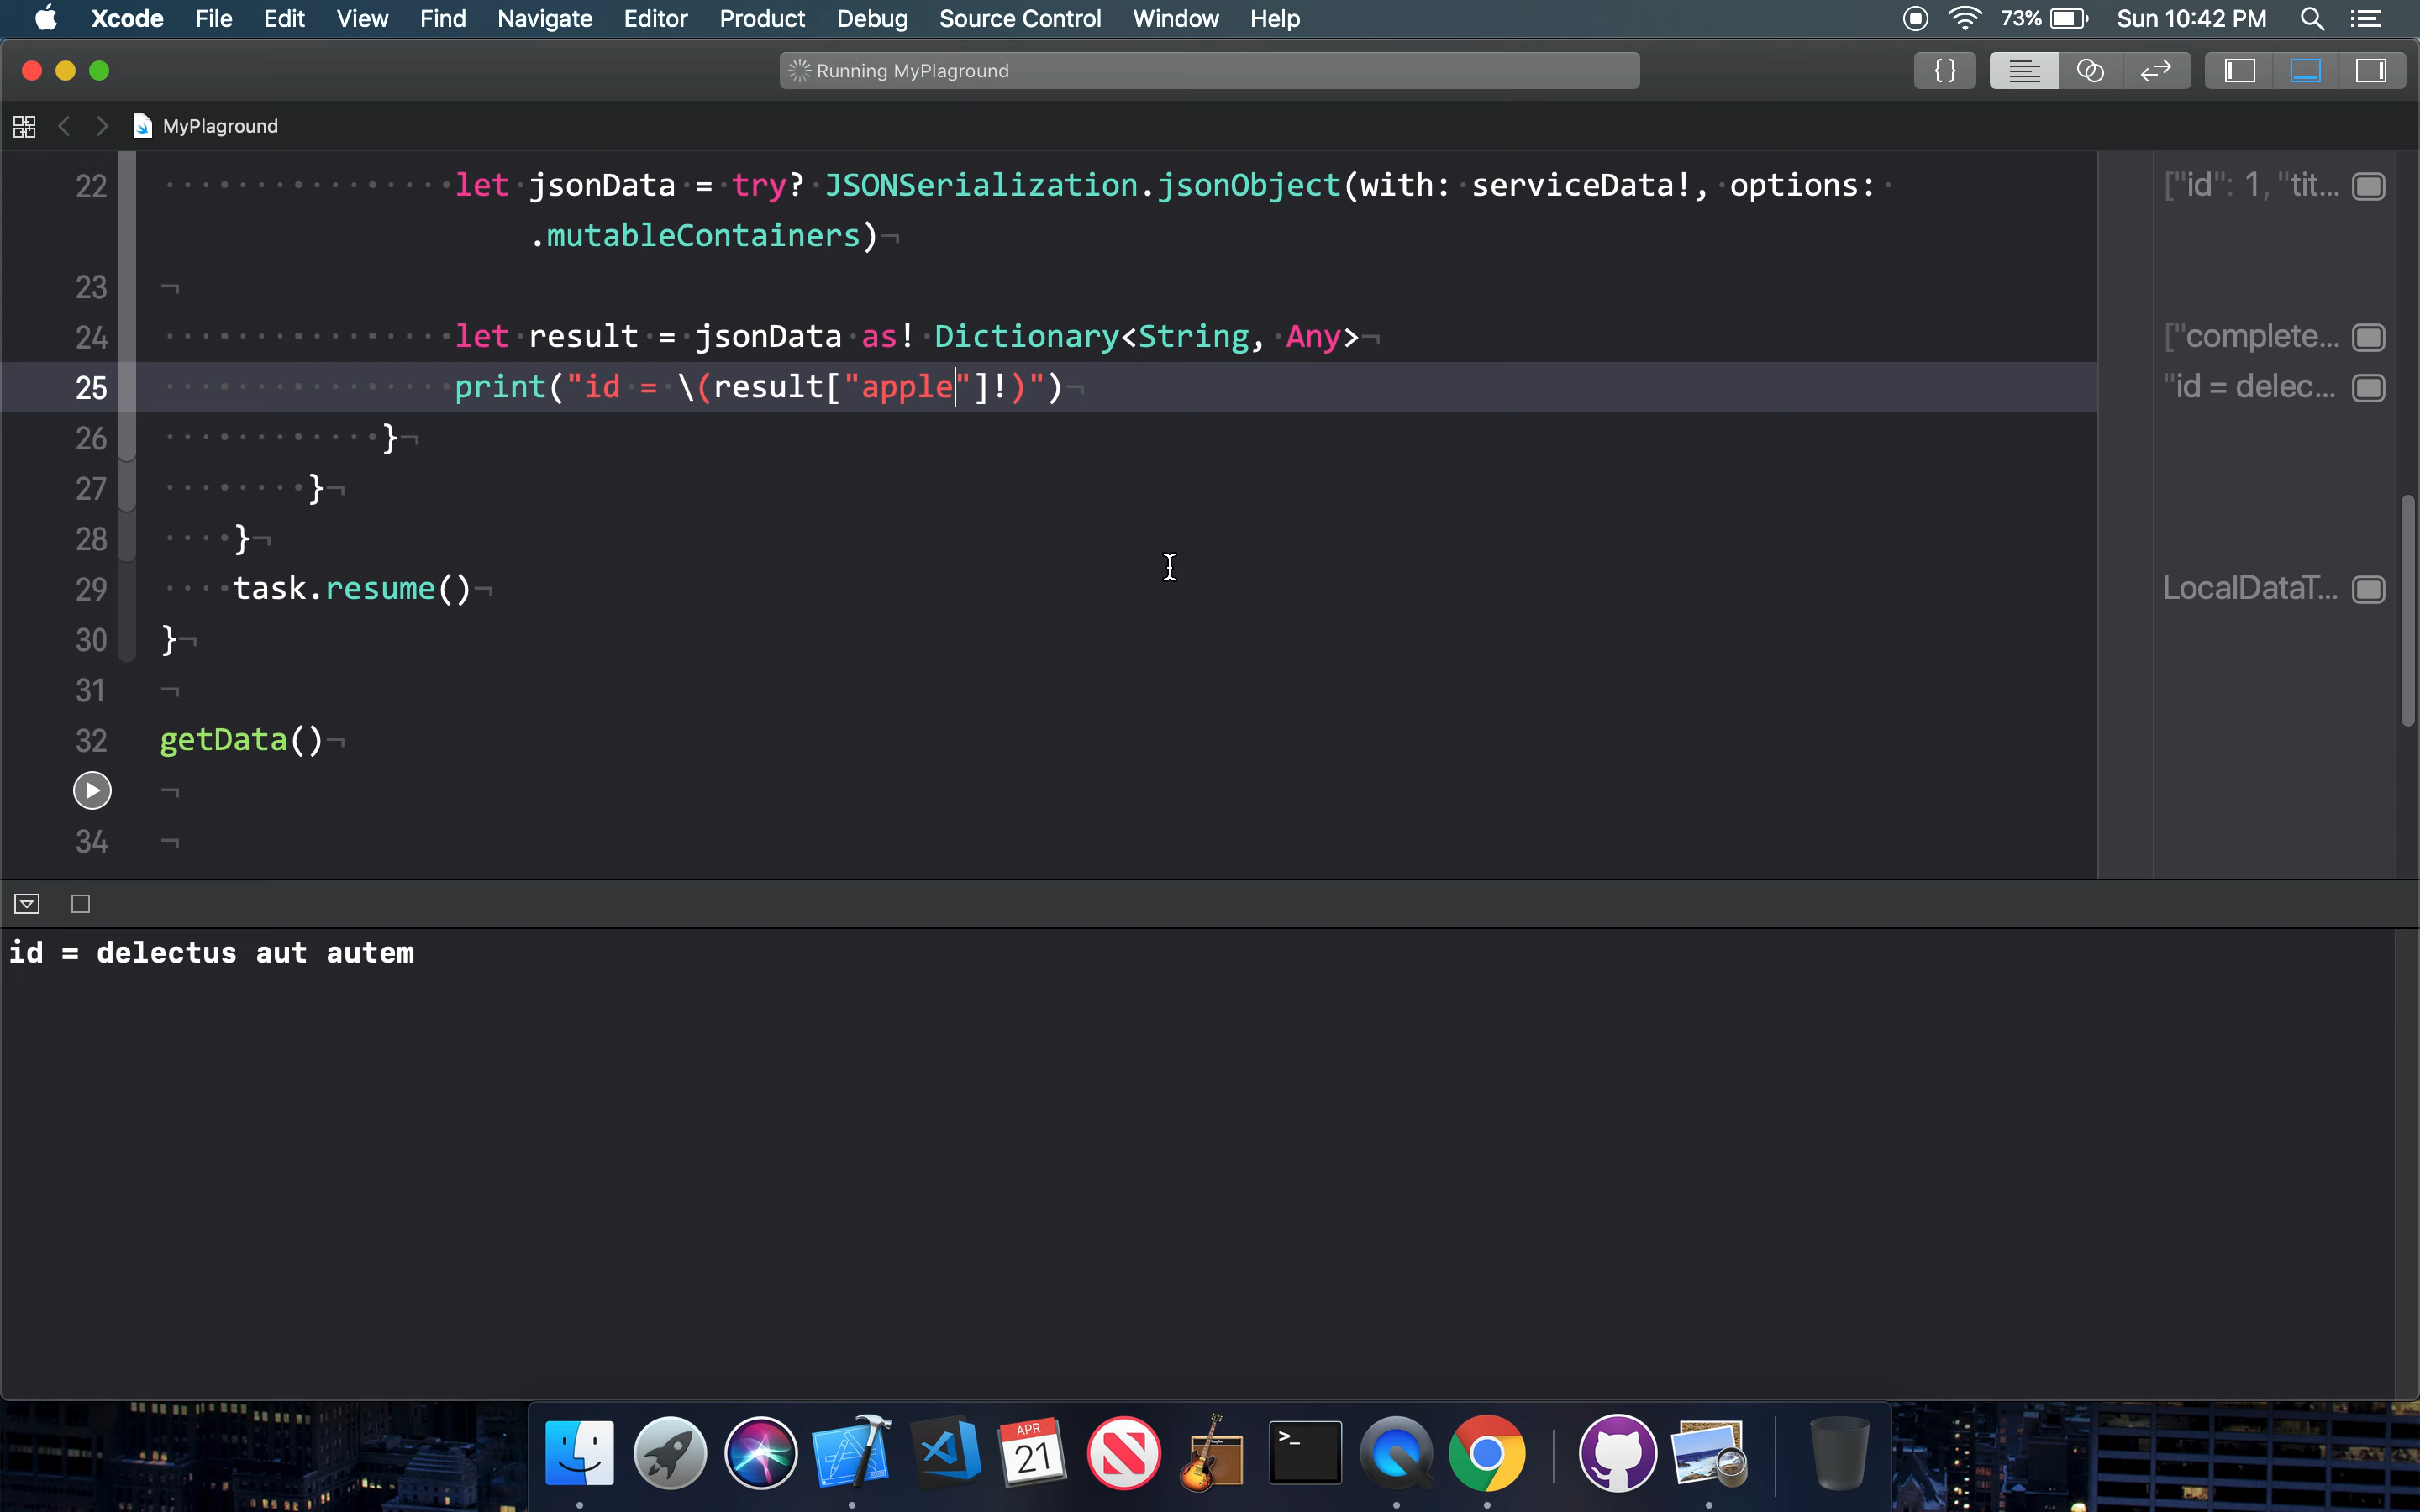 Xcode File Edit View Find Navigate Editor Product Debug Source Control Window Help 73% Sun 10:42 PM
Running MyPlaground {}
MyPlaground
22 let jsonData = try? JSONSerialization.jsonObject(with: serviceData!, options: ["id": 1, "tit...
.mutableContainers)¬
23 ¬
24 let result = jsonData as! Dictionary<String, Any>¬ ["complete...
25 print("id = \(result["apple"]!)")¬ "id = delec...
26 }¬
27 }¬
28 }¬
29 task.resume()¬ LocalDataT...
30 }¬
31 ¬
32 getData()¬
¬
34 ¬
id = delectus aut autem
APR
21
>_